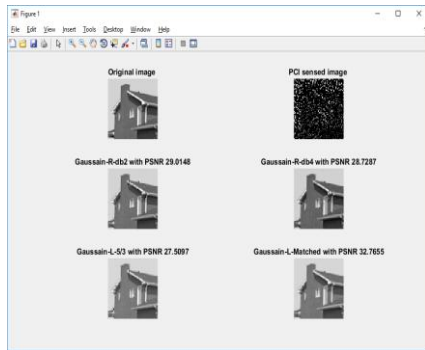 Figure 1
File Edit View Insert Tools Desktop Window Help
Original image
PCI sensed image
Gaussain-R-db2 with PSNR 29.0148
Gaussain-R-db4 with PSNR 28.7287
Gaussain-L-5/3 with PSNR 27.5097
Gaussain-L-Matched with PSNR 32.7655